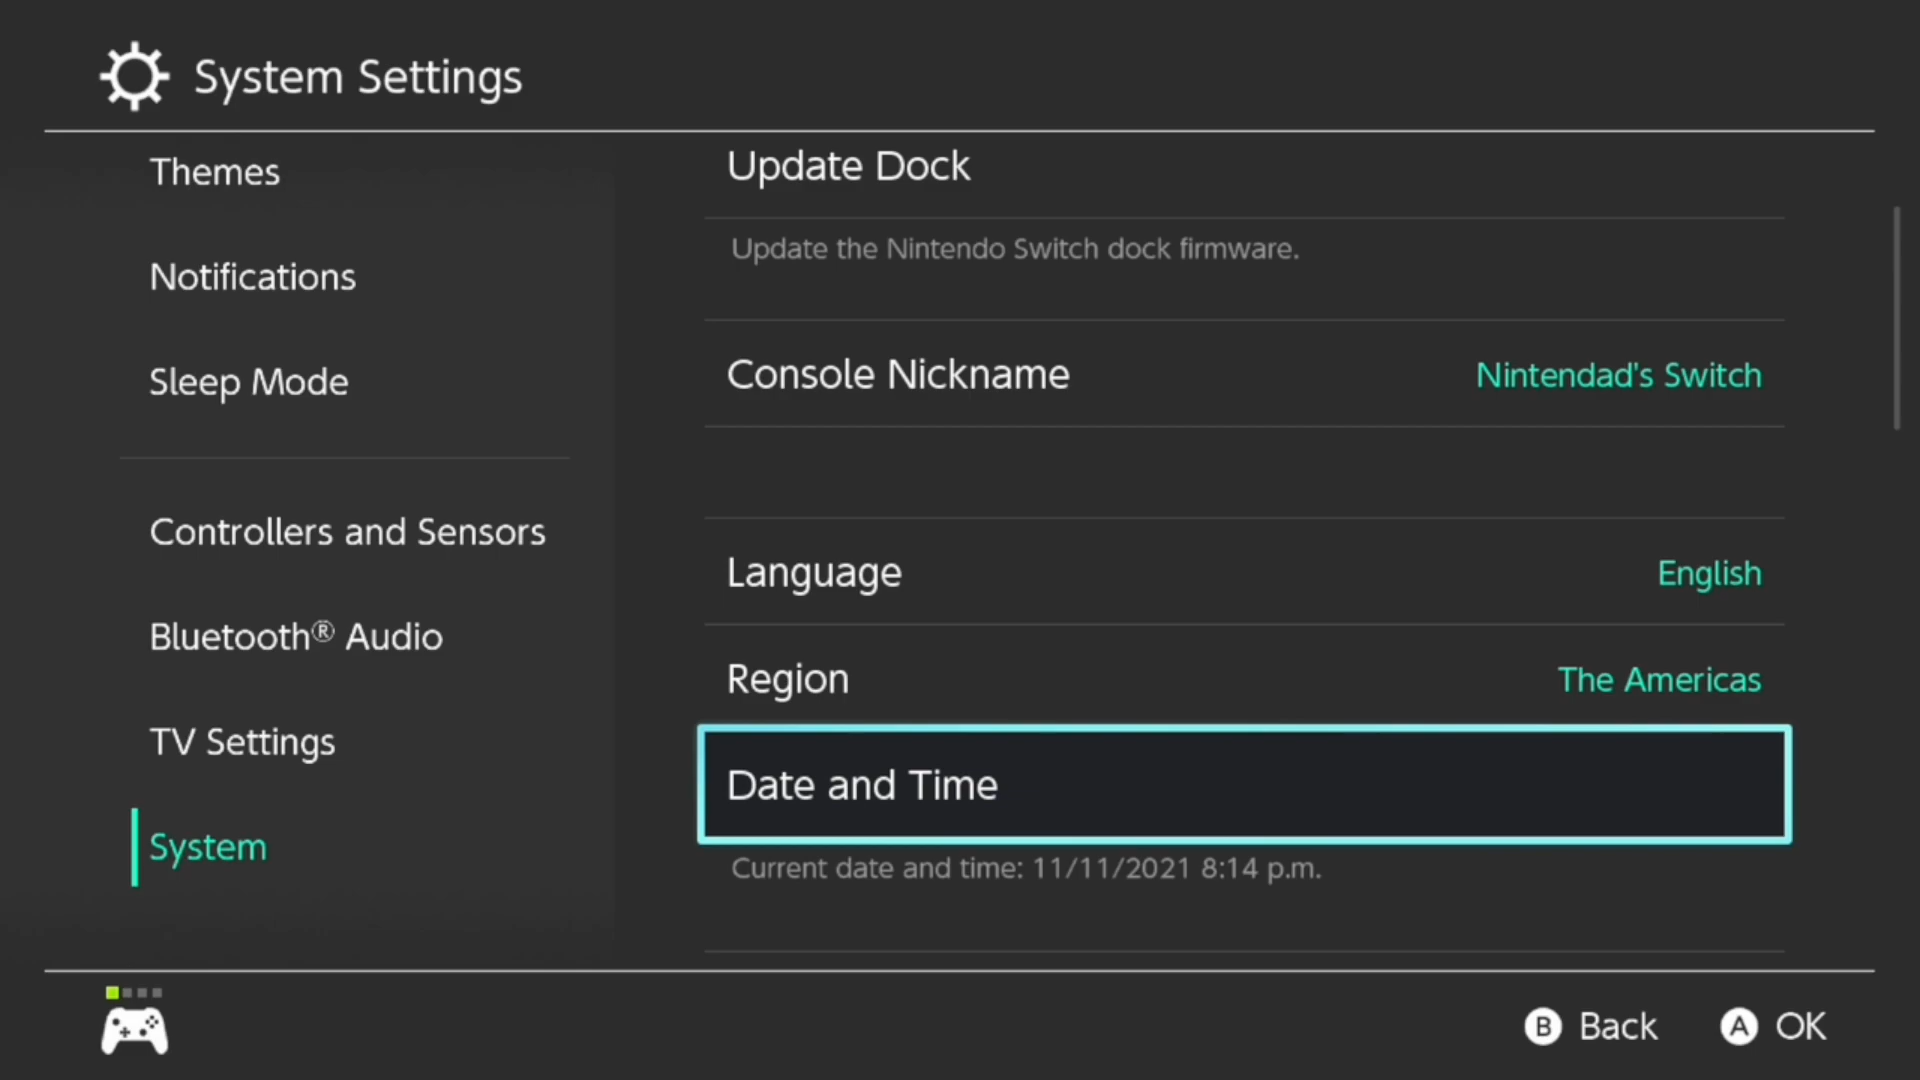 System Settings
Themes
Notifications
Sleep Mode
Controllers and Sensors
Bluetooth® Audio
TV Settings
System
Update Dock
Update the Nintendo Switch dock firmware.
Console Nickname Nintendad's Switch
Language English
Region The Americas
Date and Time
Current date and time: 11/11/2021 8:14 p.m.
B Back A OK